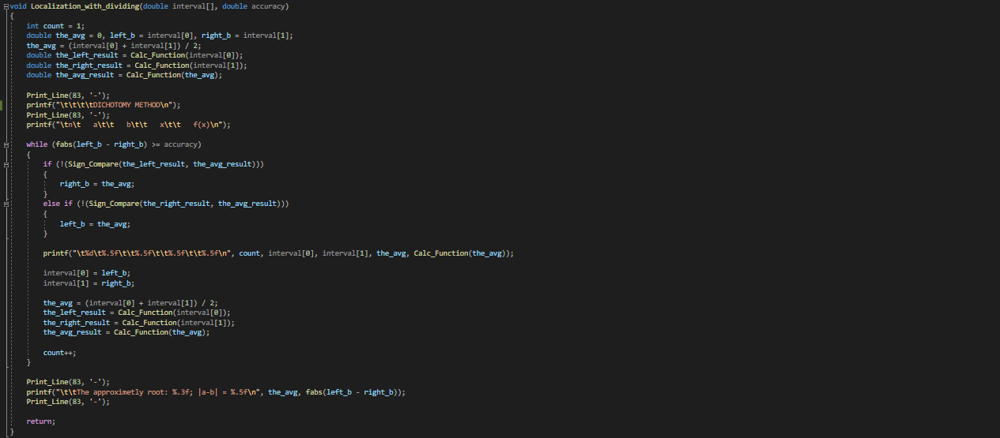 void Localization_with_dividing(double interval[], double accuracy)
{
int count = 1;
double the_avg = 0, left_b = interval[0], right_b = interval[1];
the_avg = (interval[0] + interval[1]) / 2;
double the_left_result = Calc_Function(interval[0]);
double the_right_result = Calc_Function(interval[1]);
double the_avg_result = Calc_Function(the_avg);
Print_Line(83, '-');
printf("\t\t\t\tDICHOTOMY METHOD\n");
Print_Line(83, '-');
printf("\tn\t   a\t\t   b\t\t   x\t\t   f(x)\n");
while (fabs(left_b - right_b) >= accuracy)
{
if (!(Sign_Compare(the_left_result, the_avg_result)))
{
right_b = the_avg;
}
else if (!(Sign_Compare(the_right_result, the_avg_result)))
{
left_b = the_avg;
}
printf("\t%d\t%.5f\t\t%.5f\t\t%.5f\t\t%.5f\n", count, interval[0], interval[1], the_avg, Calc_Function(the_avg));
interval[0] = left_b;
interval[1] = right_b;
the_avg = (interval[0] + interval[1]) / 2;
the_left_result = Calc_Function(interval[0]);
the_right_result = Calc_Function(interval[1]);
the_avg_result = Calc_Function(the_avg);
count++;
}
Print_Line(83, '-');
printf("\t\tThe approximetly root: %.3f; |a-b| = %.5f\n", the_avg, fabs(left_b - right_b));
Print_Line(83, '-');
return;
}